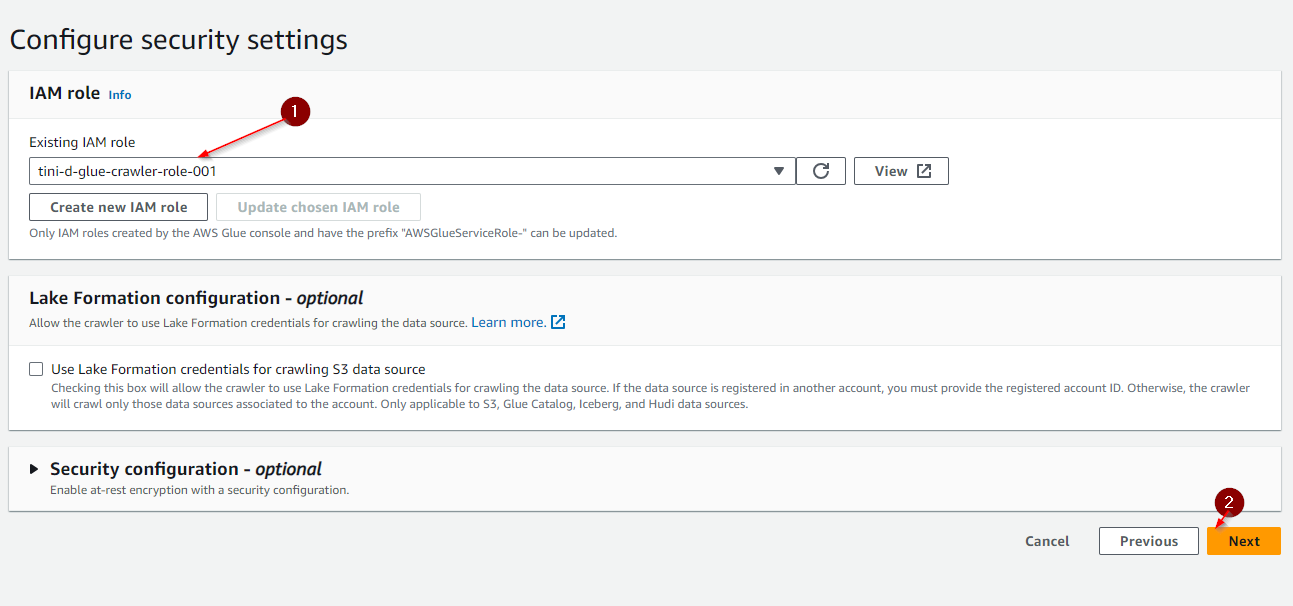 Configure security settings
IAM role Info
1
Existing IAM role
tini-d-glue-crawler-role-001
View
Create new IAM role
Update chosen IAM role
Only IAM roles created by the AWS Glue console and have the prefix "AWSGlueServiceRole-" can be updated.
Lake Formation configuration - optional
Allow the crawler to use Lake Formation credentials for crawling the data source. Learn more.
Use Lake Formation credentials for crawling S3 data source
Checking this box will allow the crawler to use Lake Formation credentials for crawling the data source. If the data source is registered in another account, you must provide the registered account ID. Otherwise, the crawler
will crawl only those data sources associated to the account. Only applicable to S3, Glue Catalog, Iceberg, and Hudi data sources.
Security configuration - optional
Enable at-rest encryption with a security configuration.
2
Cancel
Previous
Next